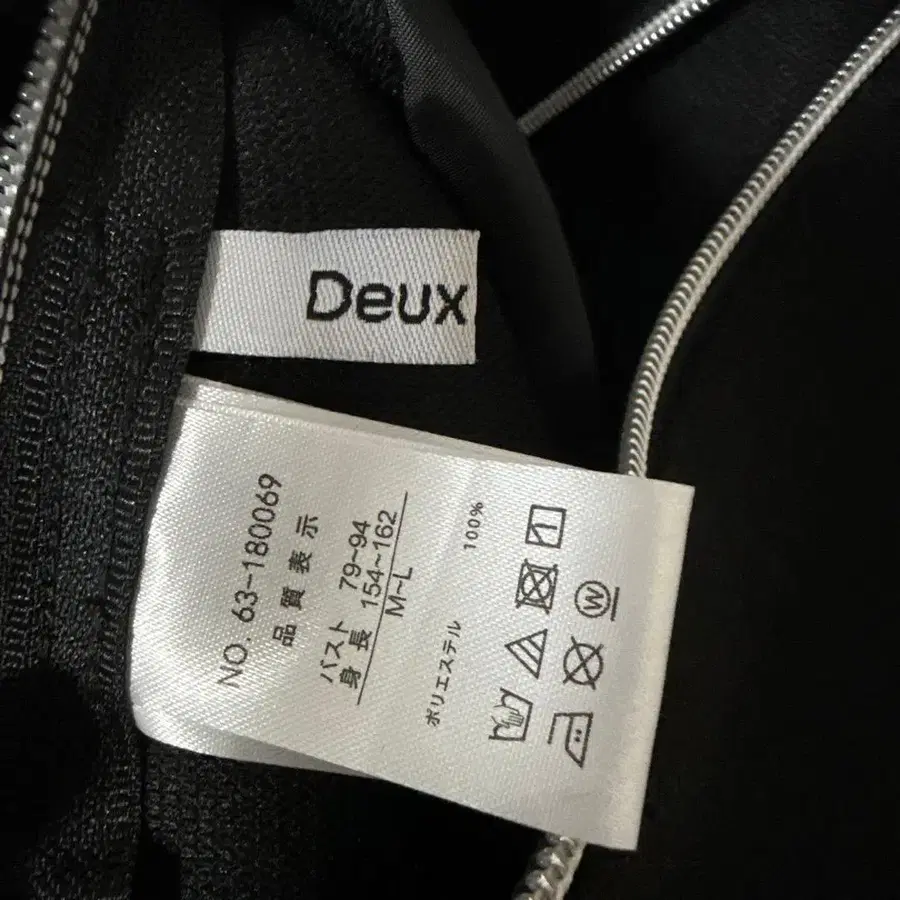 Deux
NO. 63-180069
品質表示
バスト 79~94
身長 154~162
M~L
ポリエステル 100%
W